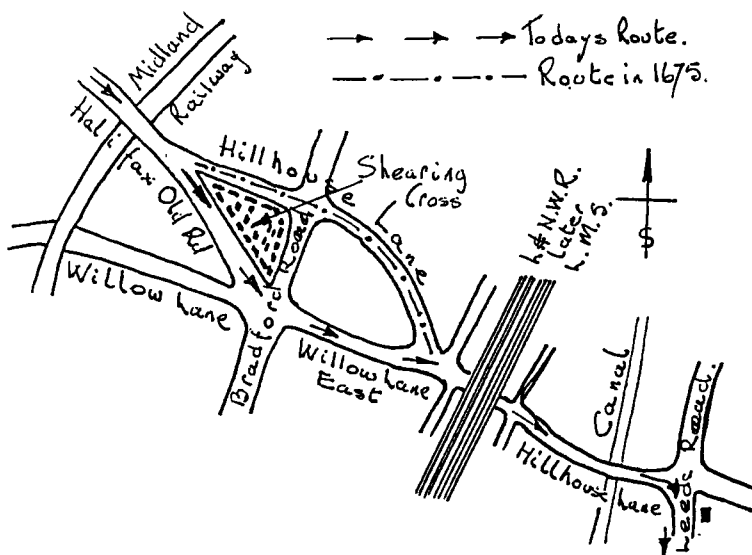 Todays Route.
Route in 1675.
Midland
Railway
Halifax Old Rd
Hillhouse
Lane
Shearing
Cross
N.W.R.
Later
L.M.S.
S
Willow Lane
Bradford Road
Willow Lane
East
Canal
Hillhouse Lane
Leeds Road.